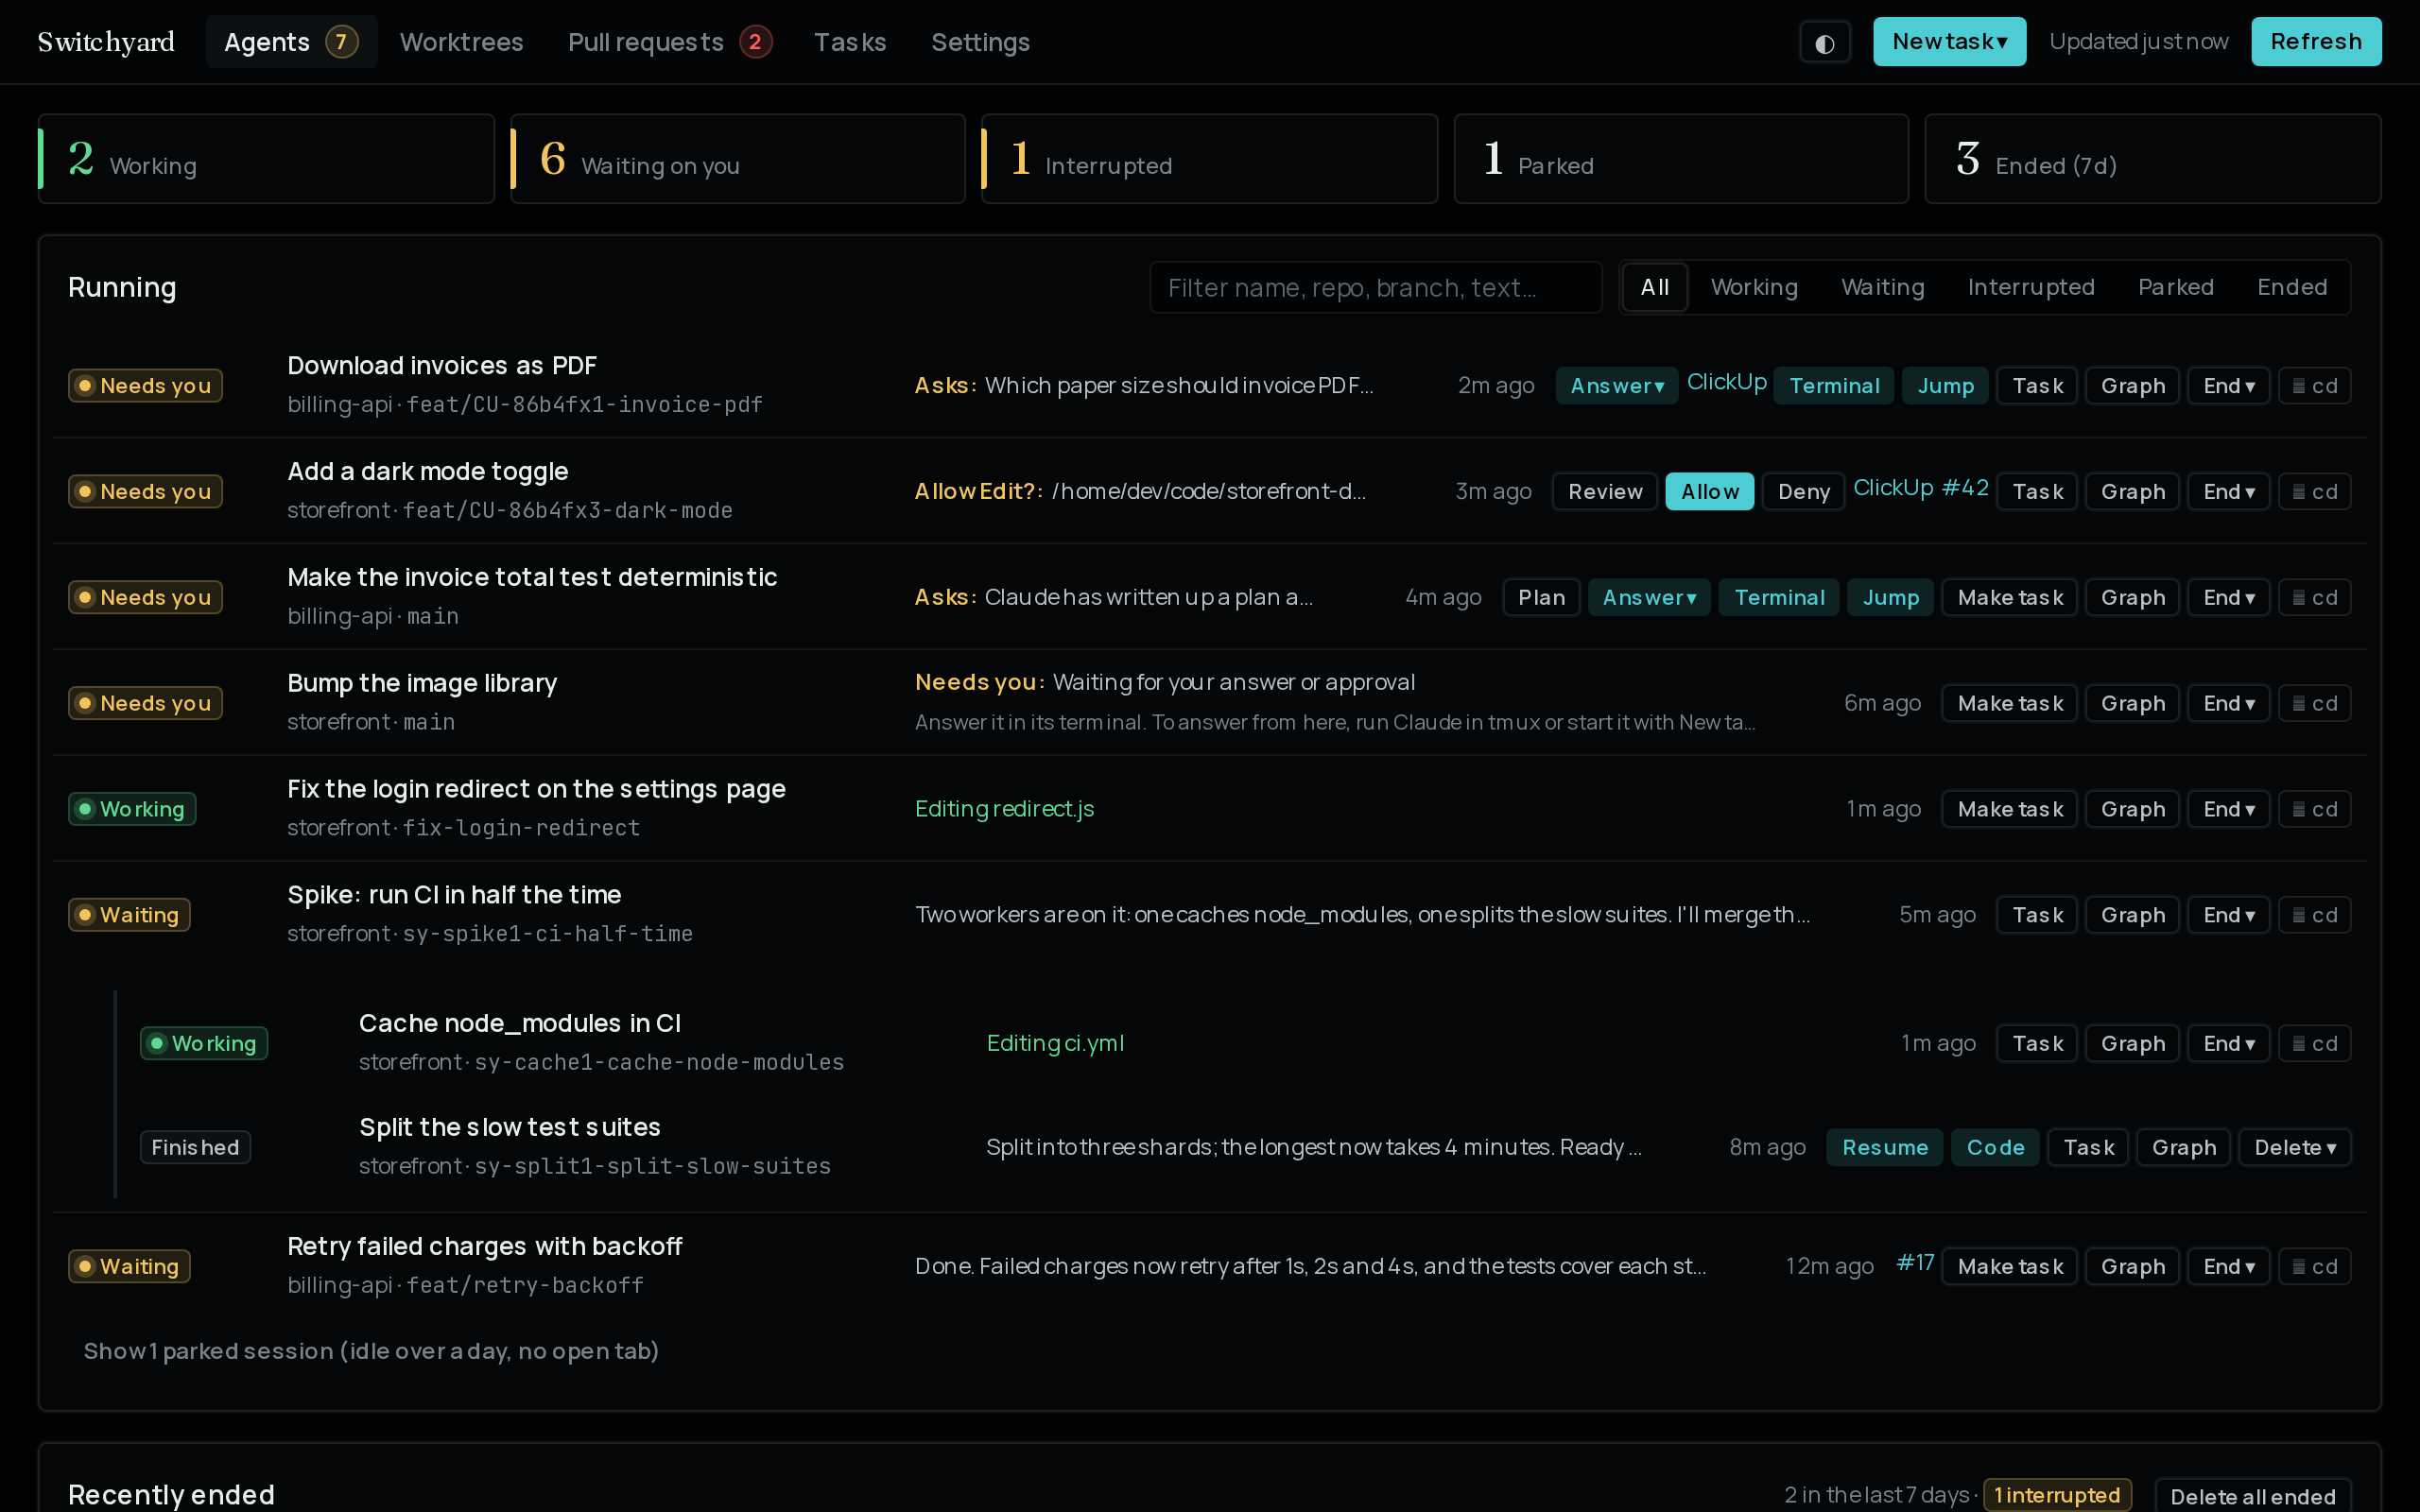 Switchyard Agents 7 Worktrees Pull requests 2 Tasks Settings ◐ New task ▾ Updated just now Refresh
2 Working 6 Waiting on you 1 Interrupted 1 Parked 3 Ended (7d)
Running Filter name, repo, branch, text… All Working Waiting Interrupted Parked Ended
Needs you Download invoices as PDF Asks: Which paper size should invoice PDF… 2m ago Answer ▾ ClickUp Terminal Jump Task Graph End ▾ cd
billing-api · feat/CU-86b4fx1-invoice-pdf
Needs you Add a dark mode toggle Allow Edit?: /home/dev/code/storefront-d… 3m ago Review Allow Deny ClickUp #42 Task Graph End ▾ cd
storefront · feat/CU-86b4fx3-dark-mode
Needs you Make the invoice total test deterministic Asks: Claude has written up a plan a… 4m ago Plan Answer ▾ Terminal Jump Make task Graph End ▾ cd
billing-api · main
Needs you Bump the image library Needs you: Waiting for your answer or approval 6m ago Make task Graph End ▾ cd
storefront · main Answer it in its terminal. To answer from here, run Claude in tmux or start it with New ta…
Working Fix the login redirect on the settings page Editing redirect.js 1m ago Make task Graph End ▾ cd
storefront · fix-login-redirect
Waiting Spike: run CI in half the time Two workers are on it: one caches node_modules, one splits the slow suites. I'll merge th… 5m ago Task Graph End ▾ cd
storefront · sy-spike1-ci-half-time
Working Cache node_modules in CI Editing ci.yml 1m ago Task Graph End ▾ cd
storefront · sy-cache1-cache-node-modules
Finished Split the slow test suites Split into three shards; the longest now takes 4 minutes. Ready … 8m ago Resume Code Task Graph Delete ▾
storefront · sy-split1-split-slow-suites
Waiting Retry failed charges with backoff Done. Failed charges now retry after 1s, 2s and 4s, and the tests cover each st… 12m ago #17 Make task Graph End ▾ cd
billing-api · feat/retry-backoff
Show 1 parked session (idle over a day, no open tab)
Recently ended 2 in the last 7 days · 1 interrupted Delete all ended